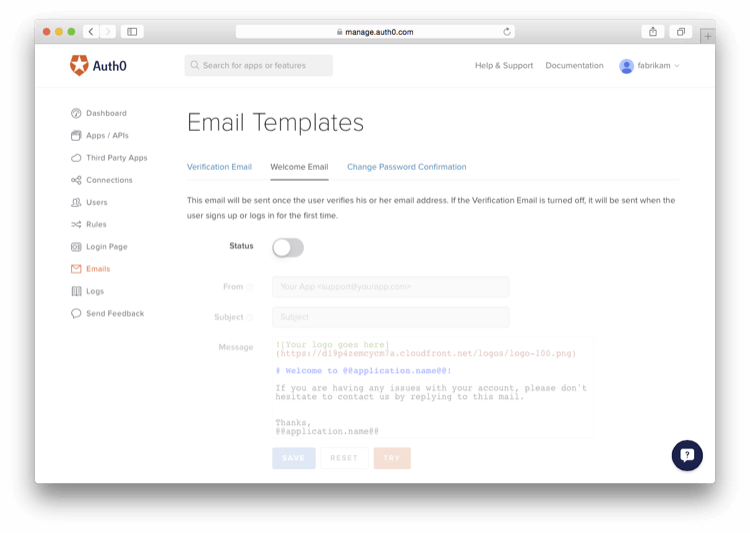 manage.auth0.com
Auth0
Search for apps or features
Help & Support
Documentation
fabrikam
Dashboard
Apps / APIs
Third Party Apps
Connections
Users
Rules
Login Page
Emails
Logs
Send Feedback
Email Templates
Verification Email
Welcome Email
Change Password Confirmation
This email will be sent once the user verifies his or her email address. If the Verification Email is turned off, it will be sent when the
user signs up or logs in for the first time.
Status
From
Your App <support@yourapp.com>
Subject
Subject
Message
![Your logo goes here]
(https://d19p4zemcycm7a.cloudfront.net/logos/logo-100.png)
# Welcome to @@application.name@@!
If you are having any issues with your account, please don't
hesitate to contact us by replying to this mail.
Thanks,
@@application.name@@
SAVE
RESET
TRY